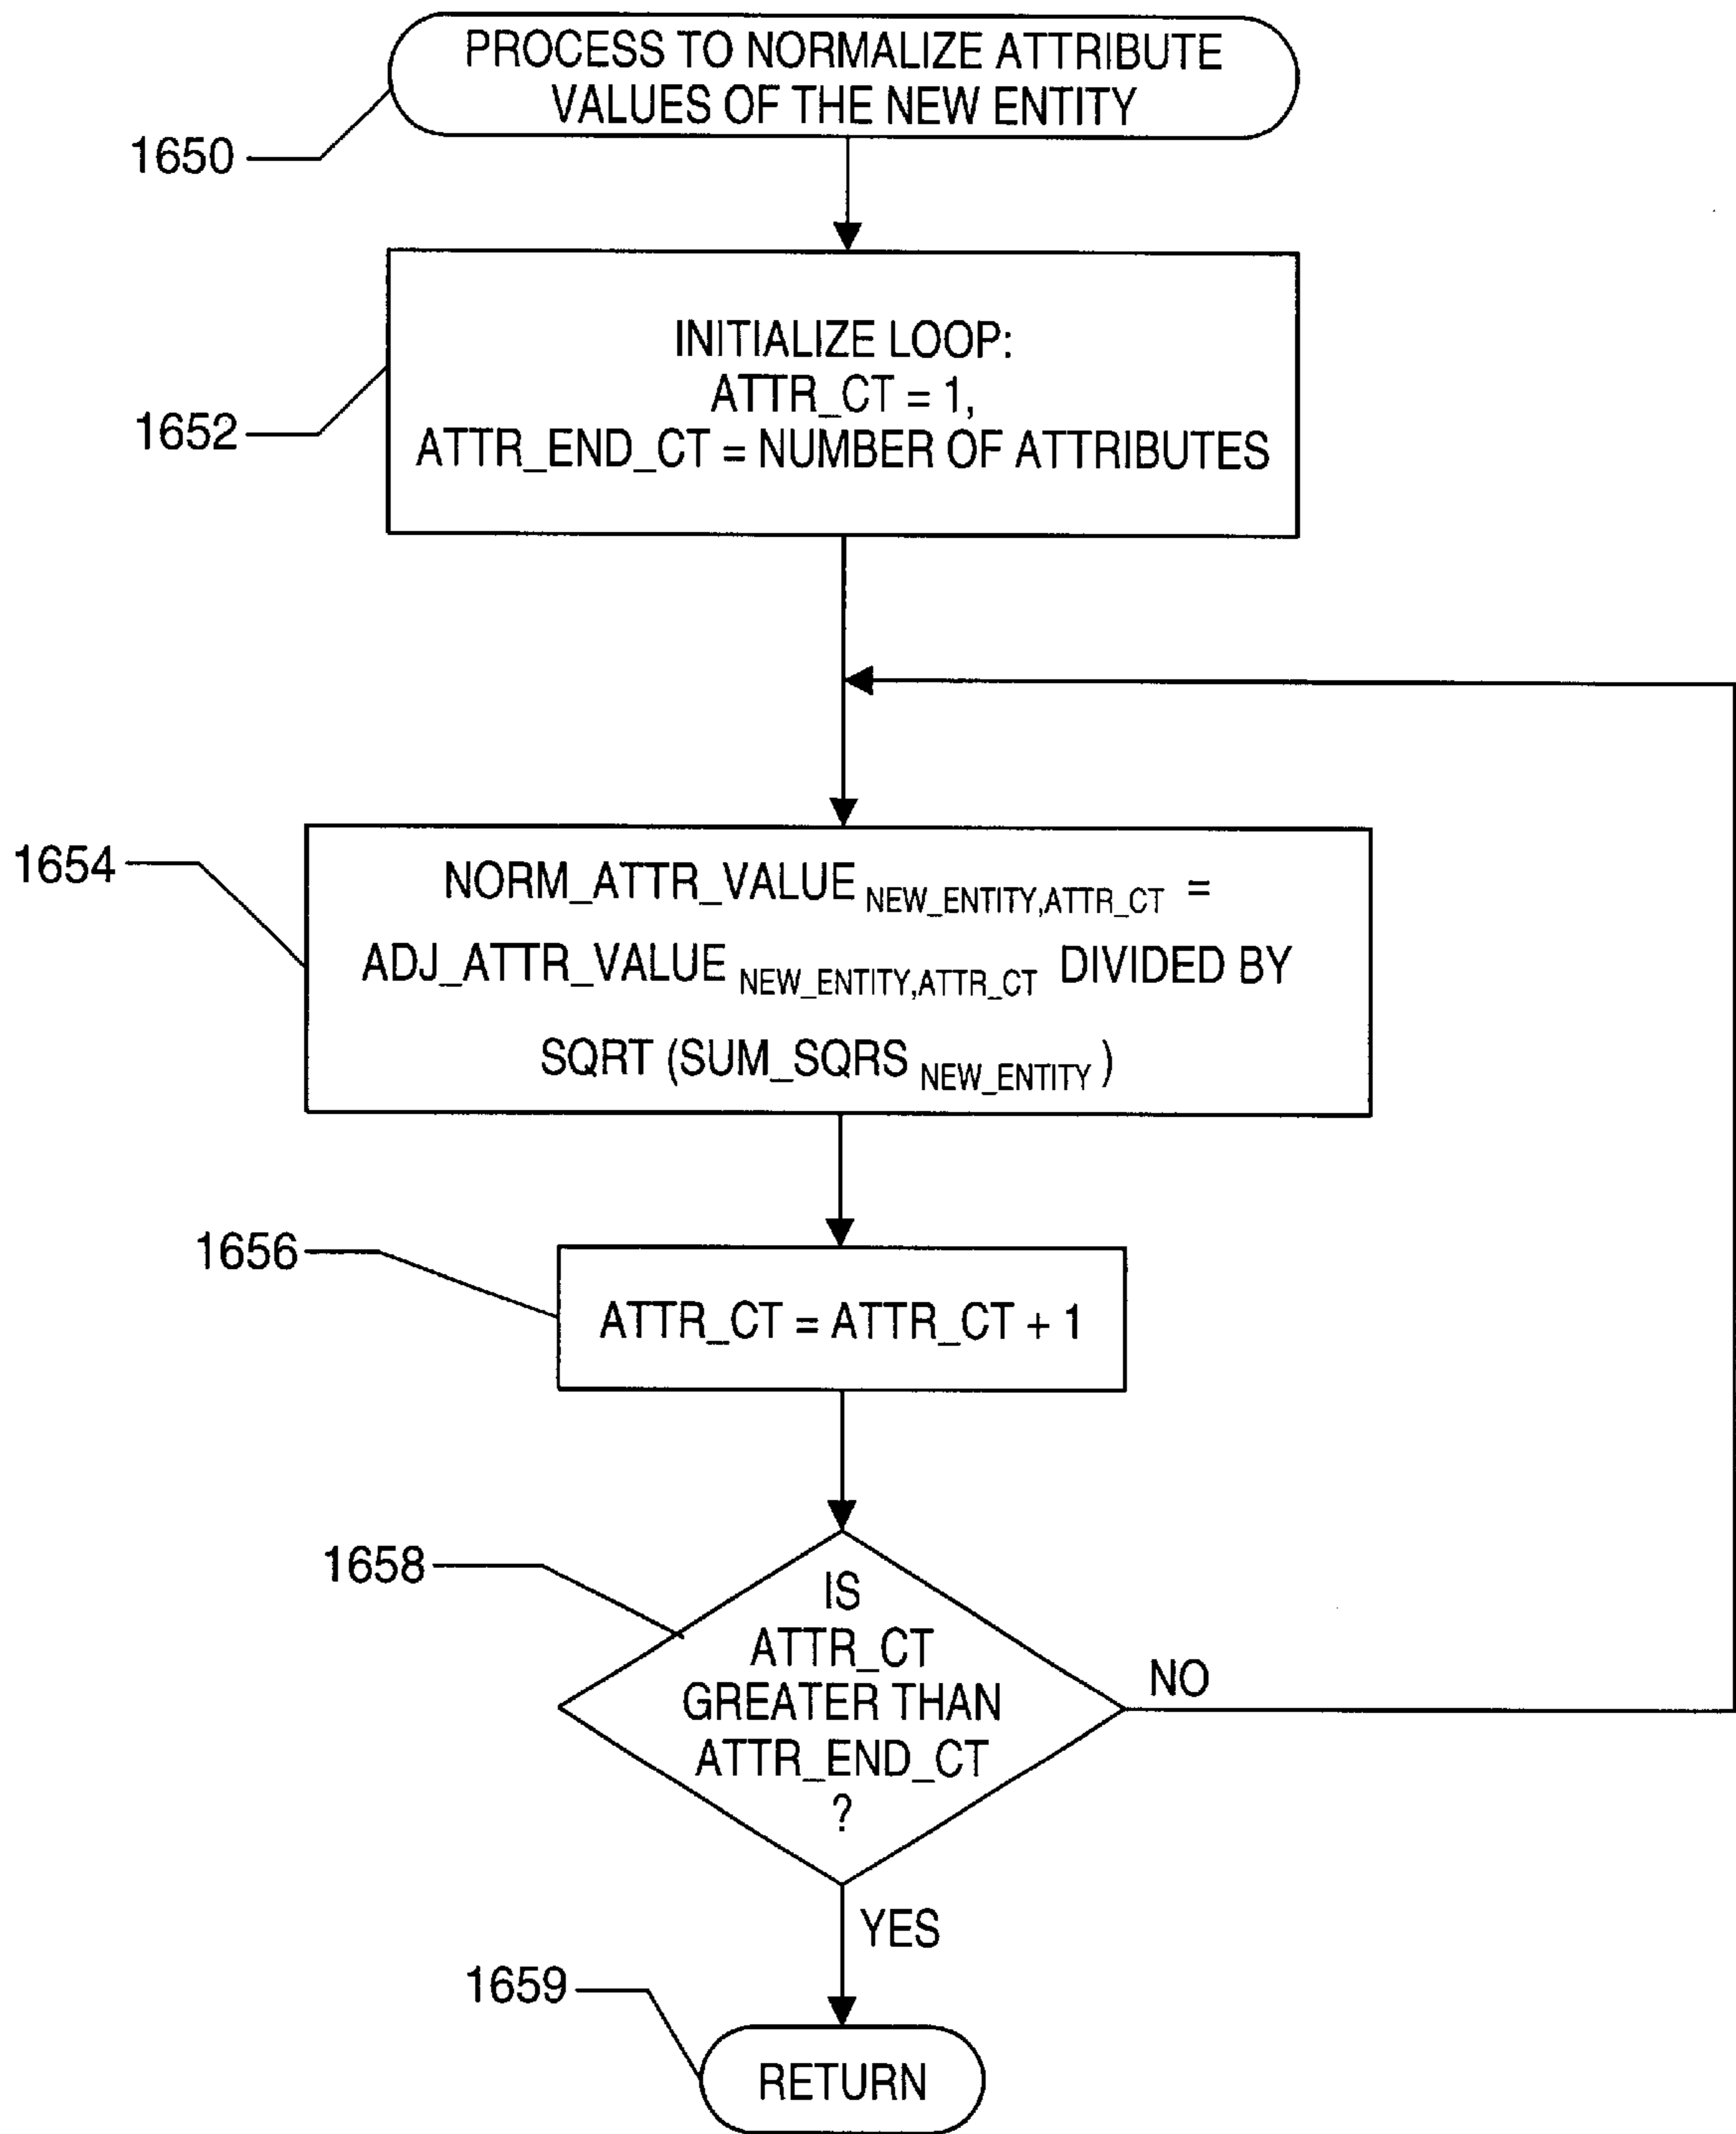 PROCESS TO NORMALIZE ATTRIBUTE
VALUES OF THE NEW ENTITY
1650
INITIALIZE LOOP:
ATTR_CT = 1,
ATTR_END_CT = NUMBER OF ATTRIBUTES
1652
1654
NORM_ATTR_VALUE NEW_ENTITY,ATTR_CT =
ADJ_ATTR_VALUE NEW_ENTITY,ATTR_CT DIVIDED BY
SQRT (SUM_SQRS NEW_ENTITY )
1656
ATTR_CT = ATTR_CT + 1
1658
IS
ATTR_CT
GREATER THAN
ATTR_END_CT
?
NO
YES
1659
RETURN